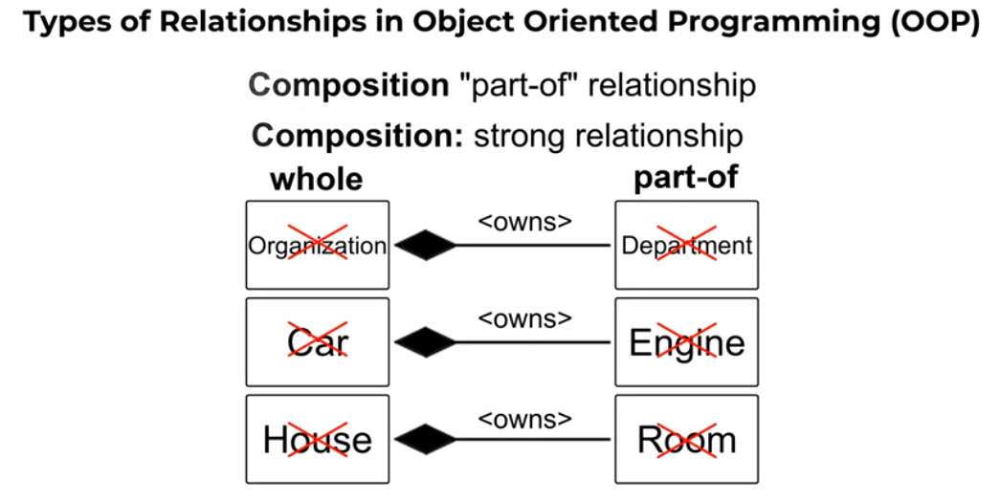 Types of Relationships in Object Oriented Programming (OOP)
Composition "part-of" relationship
Composition: strong relationship
whole part-of
Organization <owns> Department
Car <owns> Engine
House <owns> Room